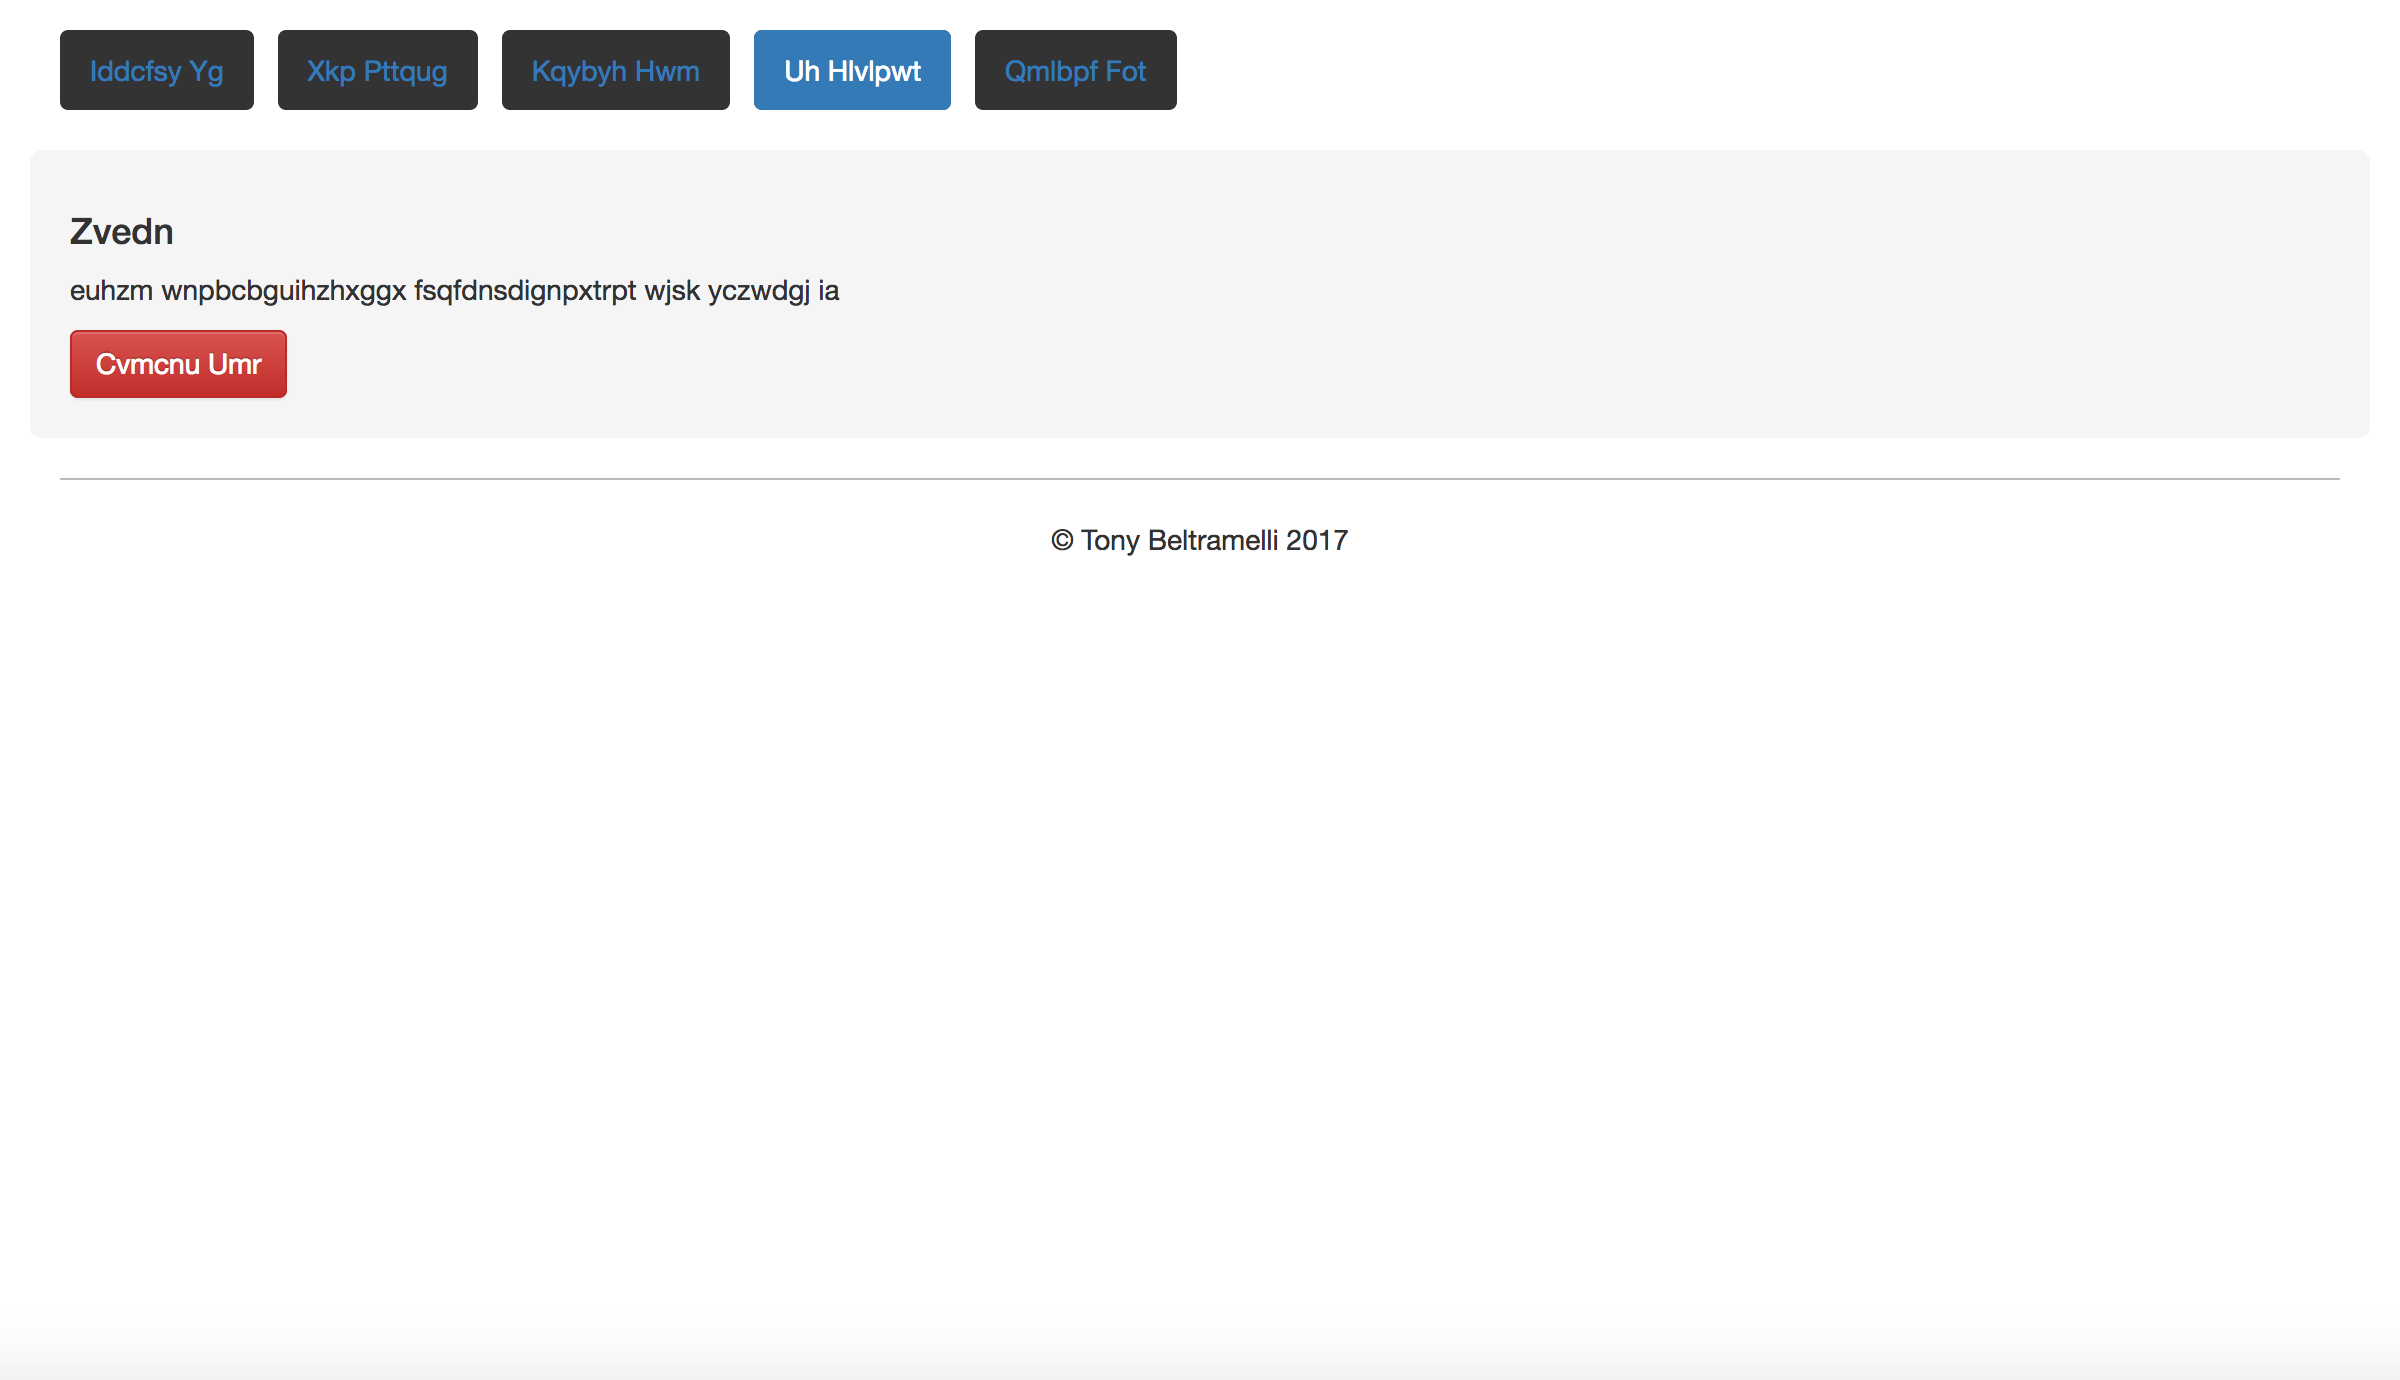 Iddcfsy Yg Xkp Pttqug Kqybyh Hwm Uh Hlvlpwt Qmlbpf Fot
Zvedn
euhzm wnpbcbguihzhxggx fsqfdnsdignpxtrpt wjsk yczwdgj ia
Cvmcnu Umr
© Tony Beltramelli 2017